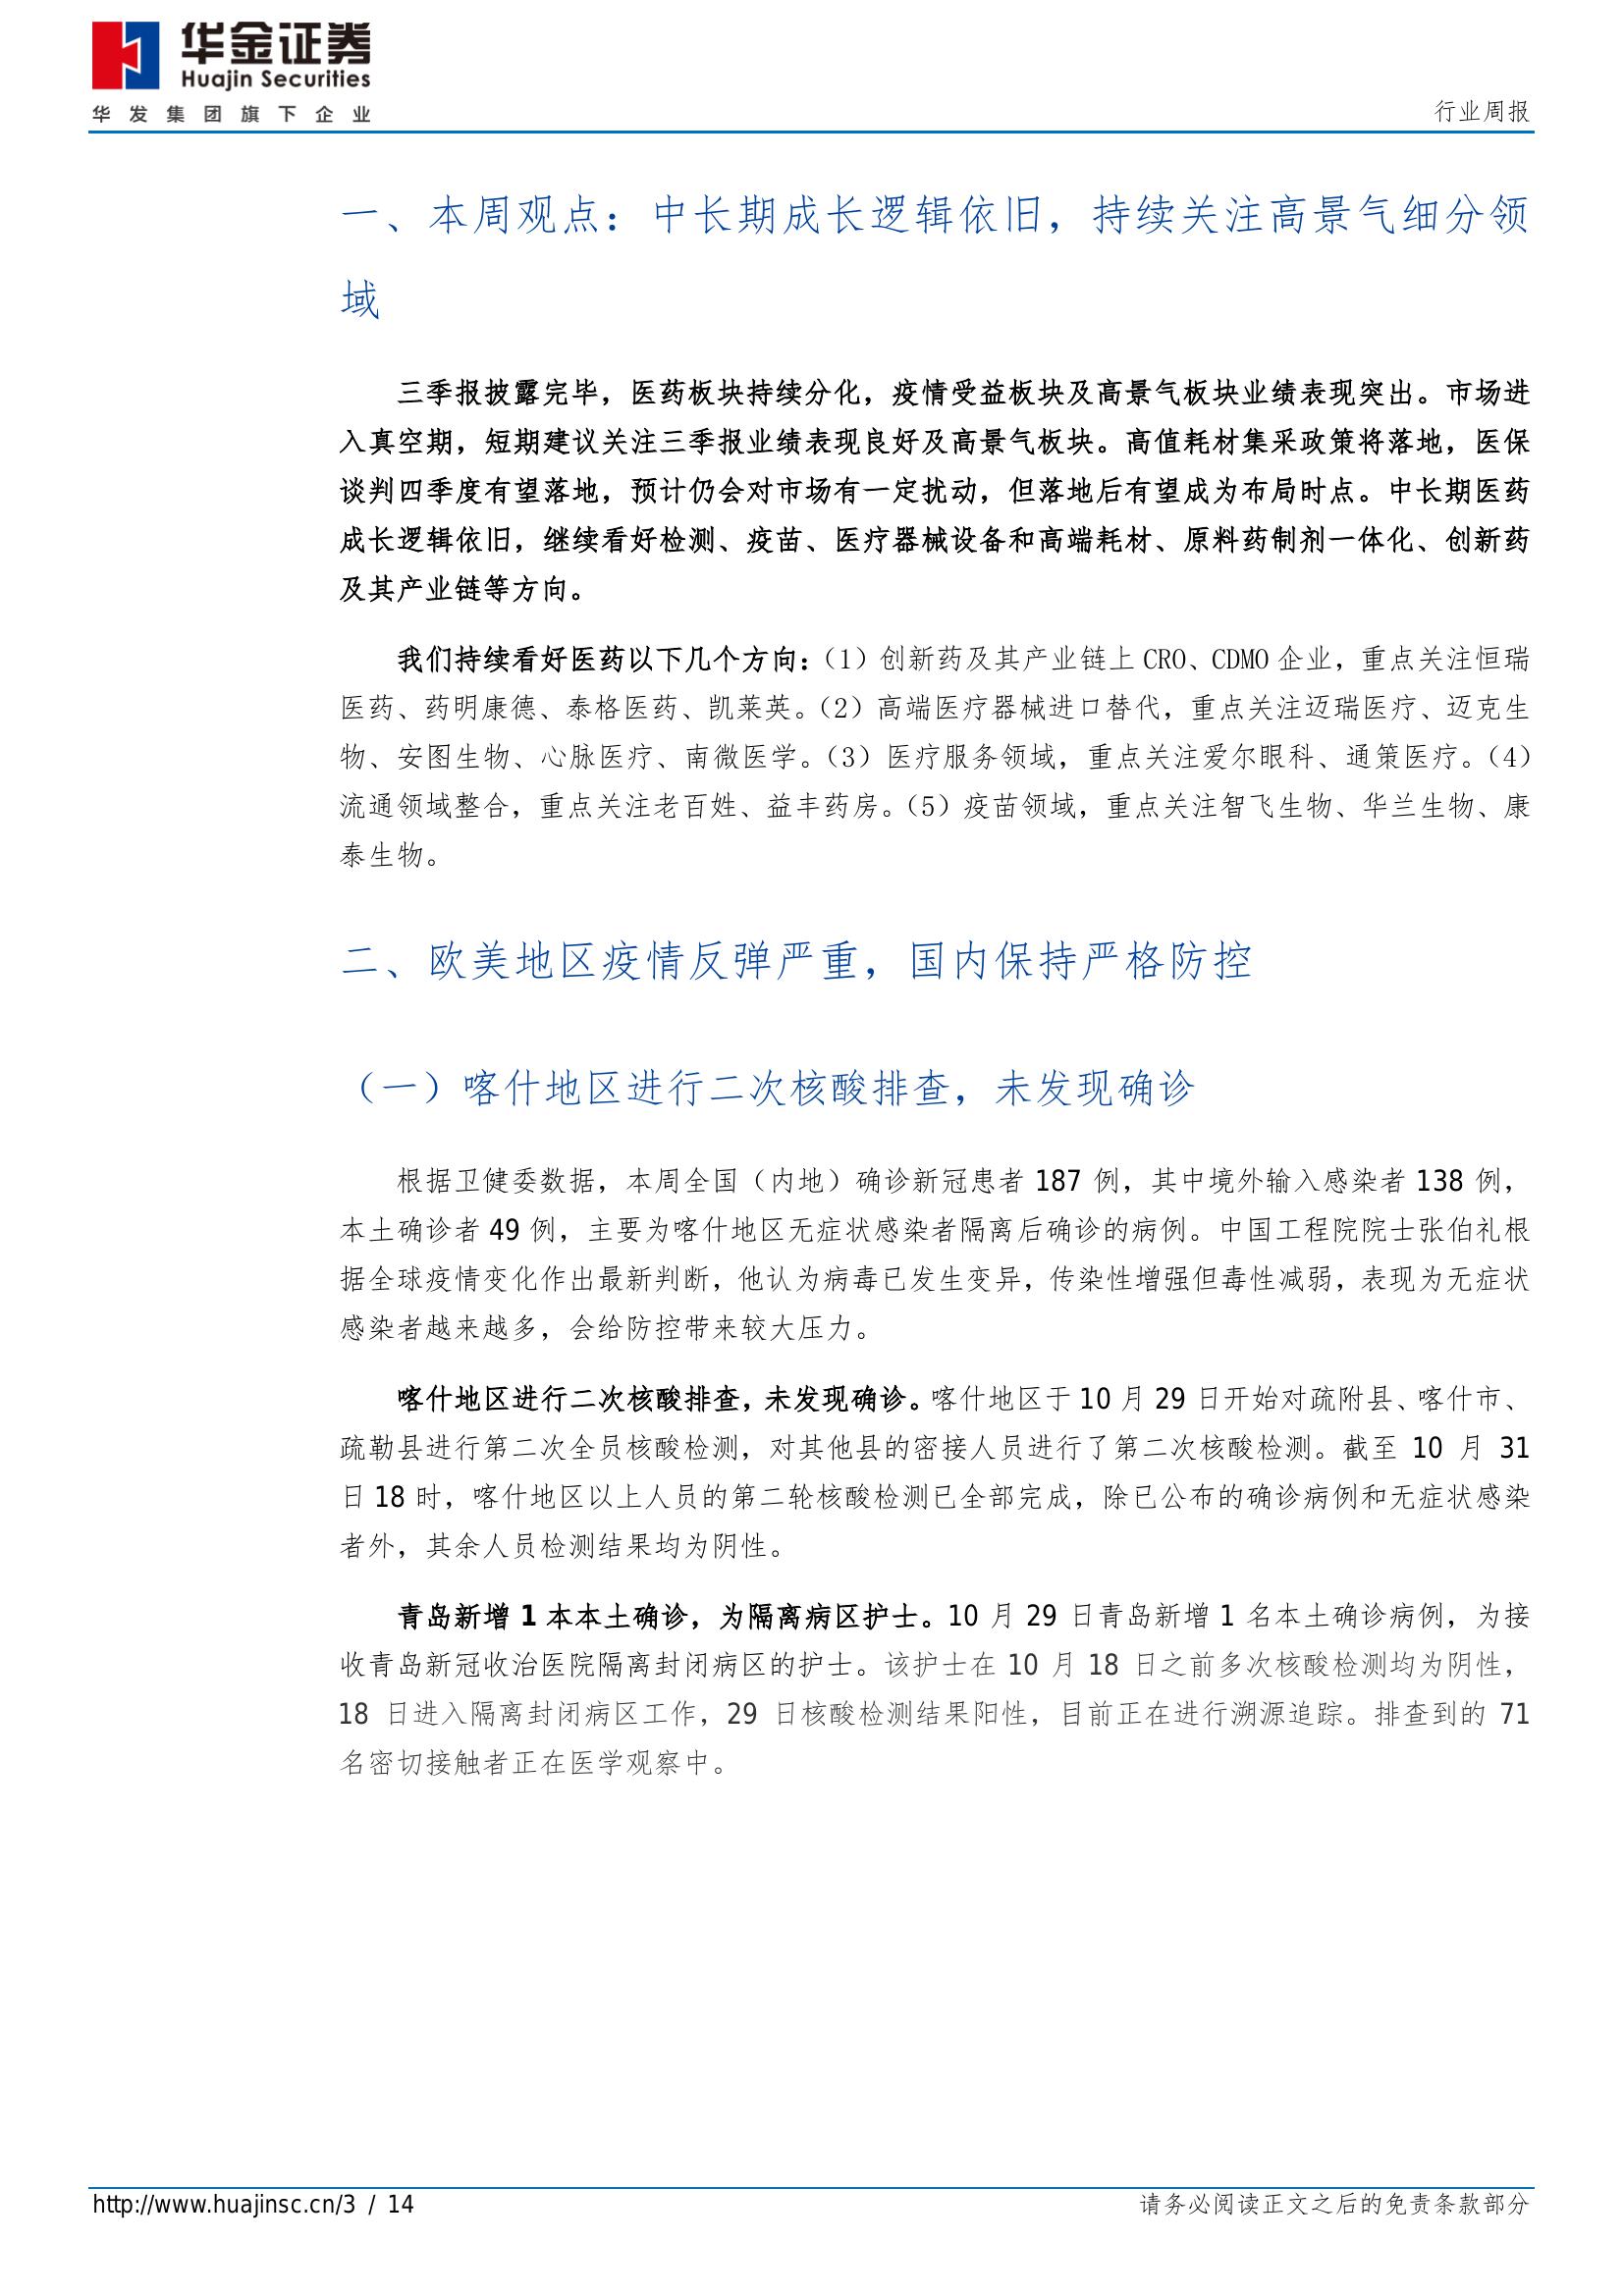 华金证券
Huajin Securities
华发集团旗下企业
行业周报
一、本周观点：中长期成长逻辑依旧，持续关注高景气细分领
域
三季报披露完毕，医药板块持续分化，疫情受益板块及高景气板块业绩表现突出。市场进
入真空期，短期建议关注三季报业绩表现良好及高景气板块。高值耗材集采政策将落地，医保
谈判四季度有望落地，预计仍会对市场有一定扰动，但落地后有望成为布局时点。中长期医药
成长逻辑依旧，继续看好检测、疫苗、医疗器械设备和高端耗材、原料药制剂一体化、创新药
及其产业链等方向。
我们持续看好医药以下几个方向：（1）创新药及其产业链上 CRO、CDMO 企业，重点关注恒瑞
医药、药明康德、泰格医药、凯莱英。（2）高端医疗器械进口替代，重点关注迈瑞医疗、迈克生
物、安图生物、心脉医疗、南微医学。（3）医疗服务领域，重点关注爱尔眼科、通策医疗。（4）
流通领域整合，重点关注老百姓、益丰药房。（5）疫苗领域，重点关注智飞生物、华兰生物、康
泰生物。
二、欧美地区疫情反弹严重，国内保持严格防控
（一）喀什地区进行二次核酸排查，未发现确诊
根据卫健委数据，本周全国（内地）确诊新冠患者 187 例，其中境外输入感染者 138 例，
本土确诊者 49 例，主要为喀什地区无症状感染者隔离后确诊的病例。中国工程院院士张伯礼根
据全球疫情变化作出最新判断，他认为病毒已发生变异，传染性增强但毒性减弱，表现为无症状
感染者越来越多，会给防控带来较大压力。
喀什地区进行二次核酸排查，未发现确诊。喀什地区于 10 月 29 日开始对疏附县、喀什市、
疏勒县进行第二次全员核酸检测，对其他县的密接人员进行了第二次核酸检测。截至 10 月 31
日 18 时，喀什地区以上人员的第二轮核酸检测已全部完成，除已公布的确诊病例和无症状感染
者外，其余人员检测结果均为阴性。
青岛新增 1 本本土确诊，为隔离病区护士。10 月 29 日青岛新增 1 名本土确诊病例，为接
收青岛新冠收治医院隔离封闭病区的护士。该护士在 10 月 18 日之前多次核酸检测均为阴性，
18 日进入隔离封闭病区工作，29 日核酸检测结果阳性，目前正在进行溯源追踪。排查到的 71
名密切接触者正在医学观察中。
http://www.huajinsc.cn/3 / 14
请务必阅读正文之后的免责条款部分